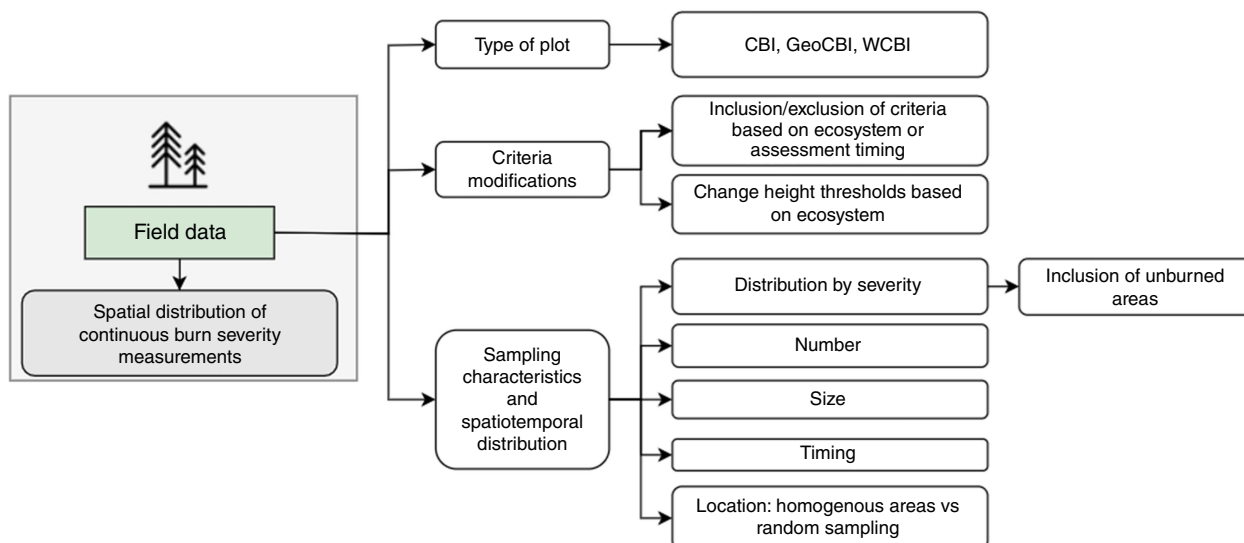 Type of plot
CBI, GeoCBI, WCBI
Field data
Spatial distribution of
continuous burn severity
measurements
Criteria
modifications
Inclusion/exclusion of criteria
based on ecosystem or
assessment timing
Change height thresholds based
on ecosystem
Sampling
characteristics
and
spatiotemporal
distribution
Distribution by severity
Inclusion of unburned
areas
Number
Size
Timing
Location: homogenous areas vs
random sampling